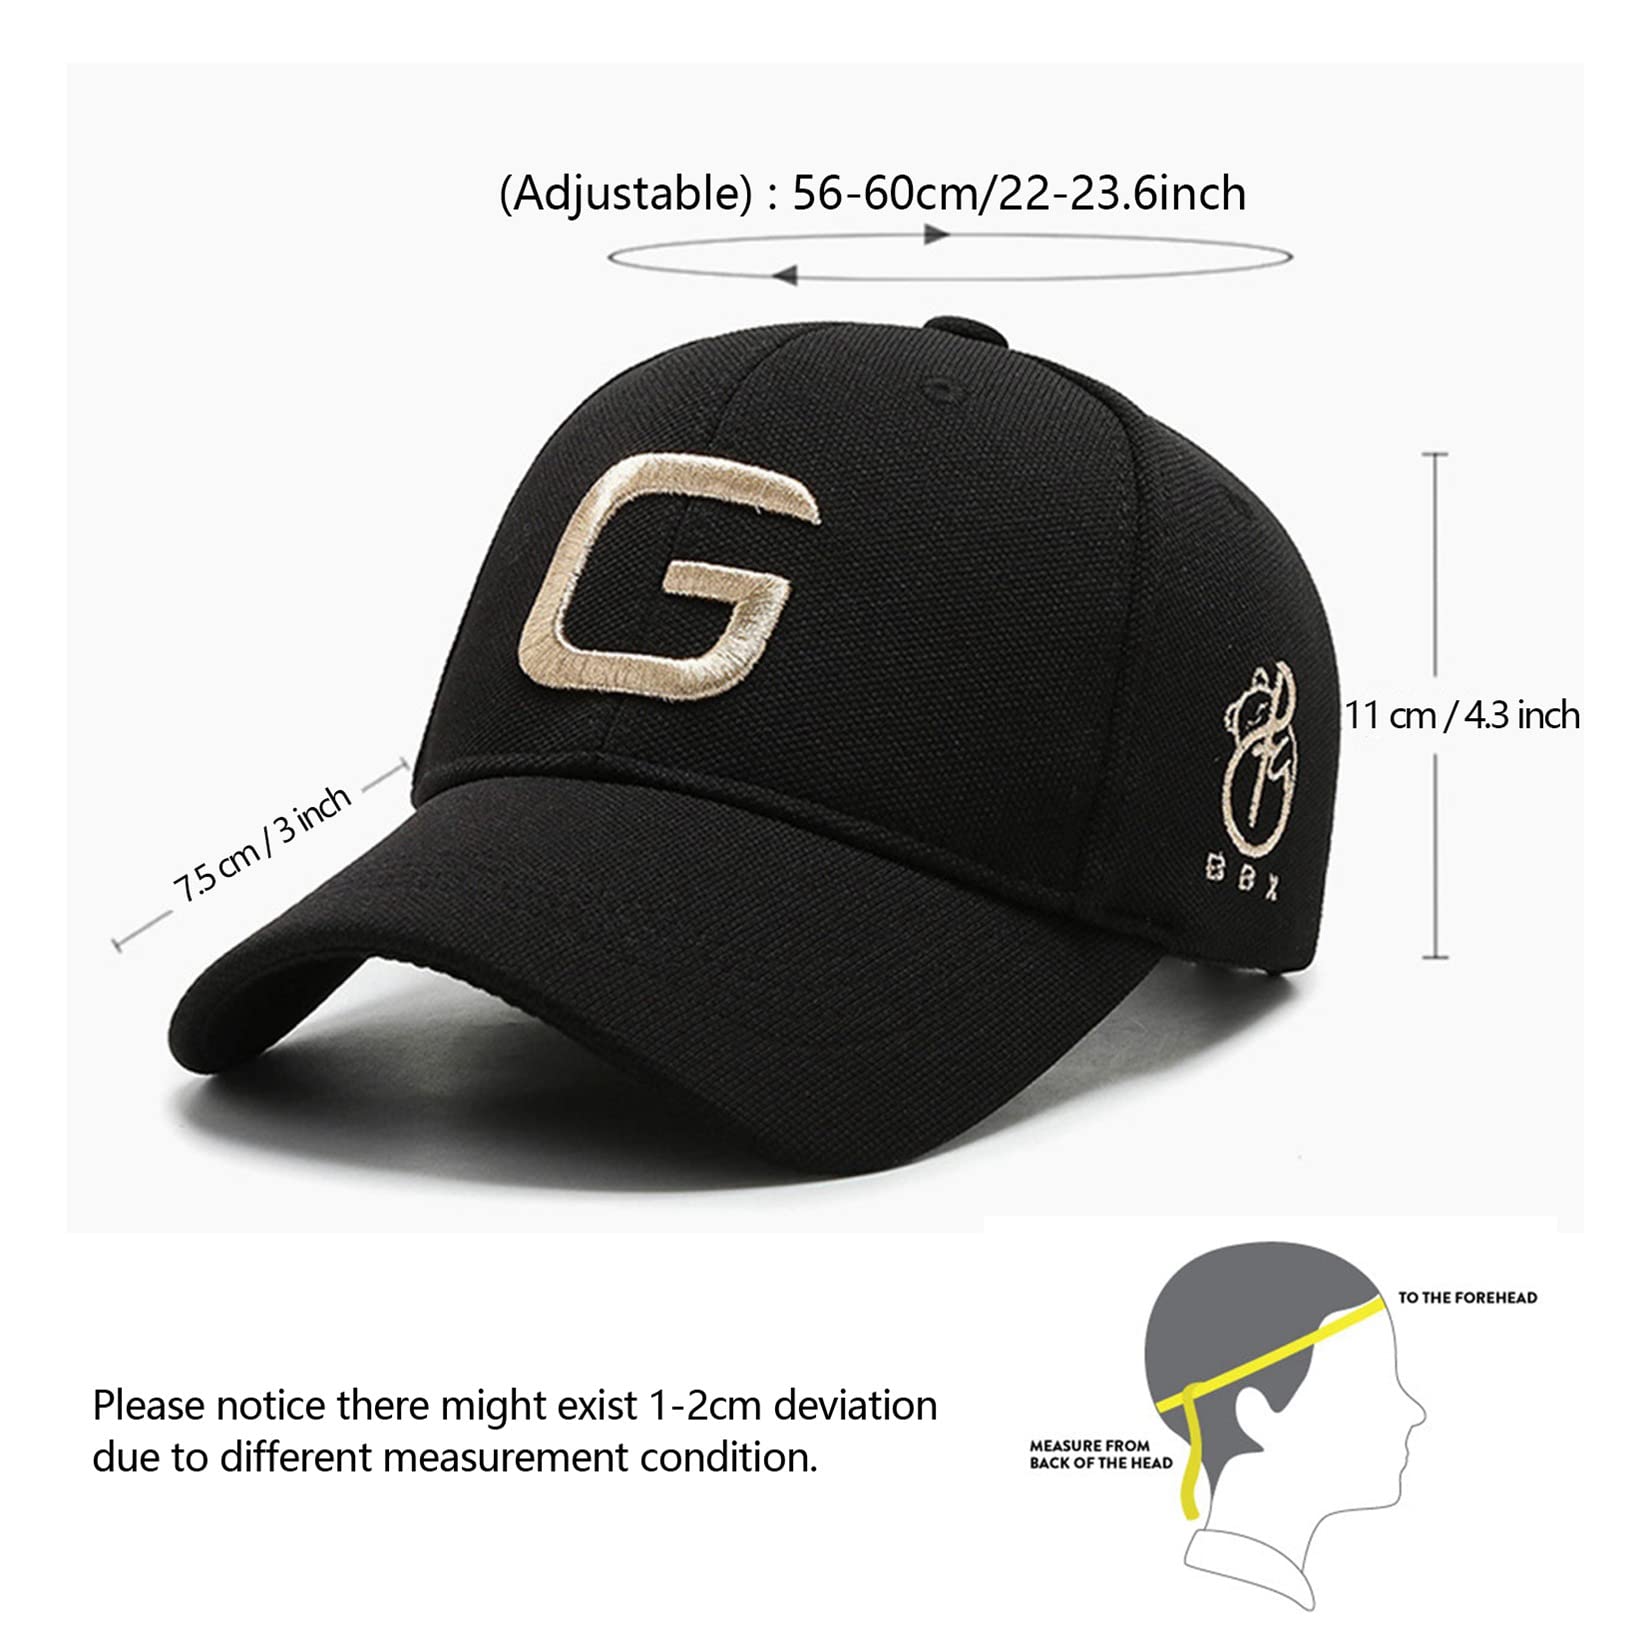 (Adjustable) : 56-60cm/22-23.6inch
G
11 cm / 4.3 inch
7.5 cm / 3 inch
BBX
TO THE FOREHEAD
Please notice there might exist 1-2cm deviation
due to different measurement condition.
MEASURE FROM
BACK OF THE HEAD